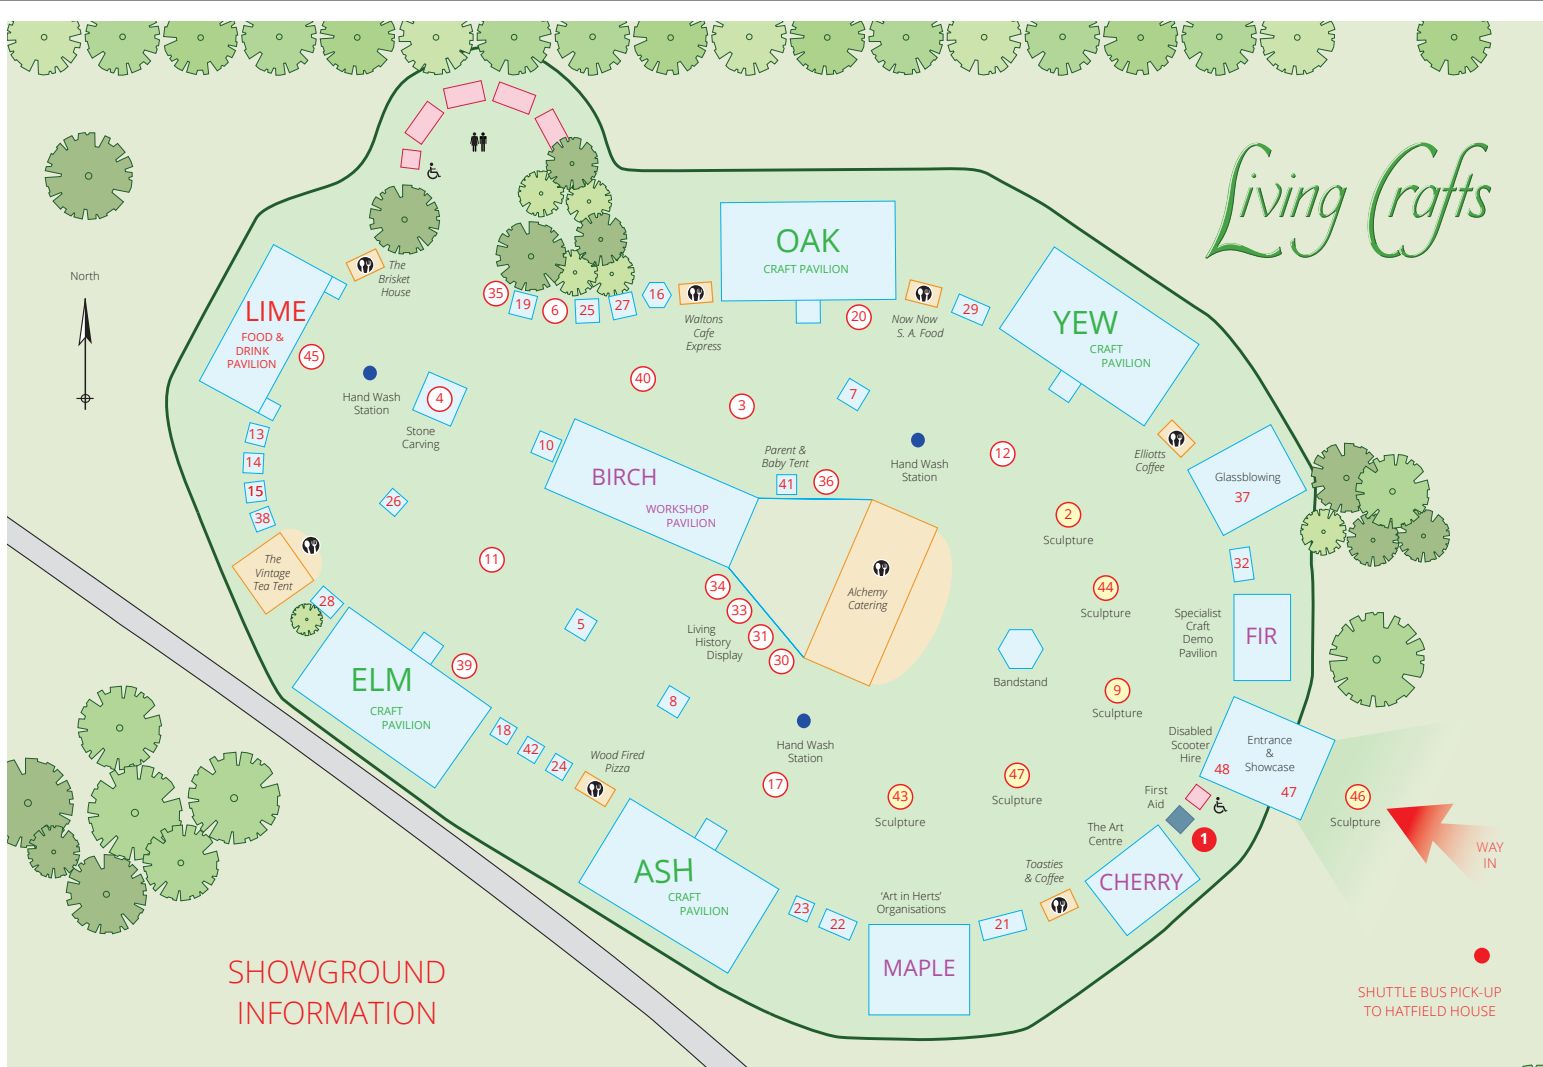 Living Crafts
North
The
Brisket
House
LIME
FOOD &
DRINK
PAVILION
45
35
19
6
25
27
16
Waltons
Cafe
Express
OAK
CRAFT PAVILION
20
Now Now
S. A. Food
29
YEW
CRAFT
PAVILION
Hand Wash
Station
4
Stone
Carving
40
3
7
13
14
15
38
26
10
BIRCH
WORKSHOP
PAVILION
Parent &
Baby Tent
41
36
Hand Wash
Station
12
Elliotts
Coffee
Glassblowing
37
2
Sculpture
The
Vintage
Tea Tent
28
11
34
33
31
30
Living
History
Display
Alchemy
Catering
44
Sculpture
32
Specialist
Craft
Demo
Pavilion
FIR
5
39
ELM
CRAFT
PAVILION
8
Bandstand
9
Sculpture
18
42
24
Wood Fired
Pizza
Hand Wash
Station
17
43
Sculpture
47
Sculpture
Disabled
Scooter
Hire
Entrance
&
Showcase
48
47
46
Sculpture
First
Aid
1
WAY
IN
The Art
Centre
CHERRY
Toasties
& Coffee
ASH
CRAFT
PAVILION
23
22
'Art in Herts'
Organisations
21
MAPLE
SHOWGROUND
INFORMATION
SHUTTLE BUS PICK-UP
TO HATFIELD HOUSE